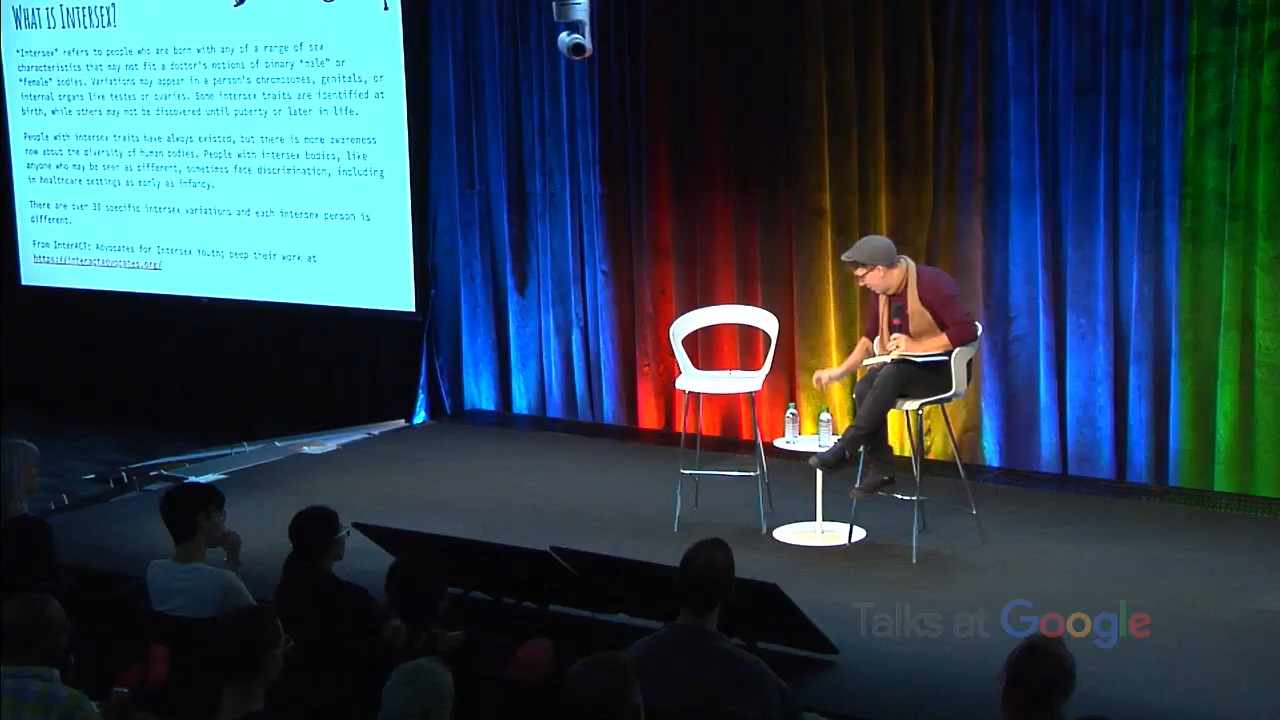 WHAT IS INTERSEX?
"Intersex" refers to people who are born with any of a range of sex
characteristics that may not fit a doctor's notions of binary "male" or
"female" bodies. Variations may appear in a person's chromosomes, genitals, or
internal organs like testes or ovaries. Some intersex traits are identified at
birth, while others may not be discovered until puberty or later in life.
People with intersex traits have always existed, but there is more awareness
now about the diversity of human bodies. People with intersex bodies, like
anyone who may be seen as different, sometimes face discrimination, including
in healthcare settings as early as infancy.
There are over 30 specific intersex variations and each intersex person is
different.
From InterACT: Advocates for Intersex Youth; peep their work at
https://interactadvocates.org/
Talks at Google